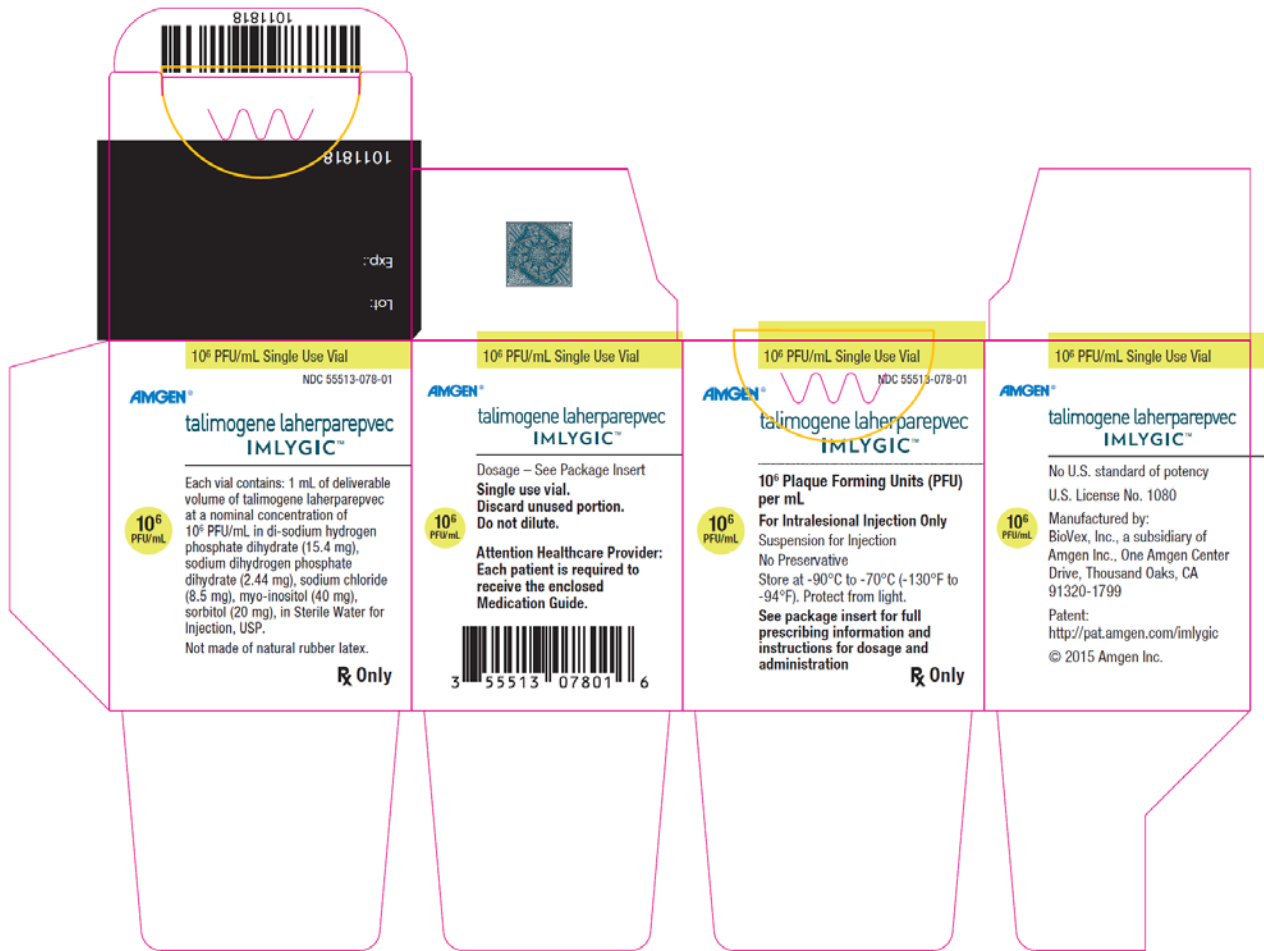 1011818
1011818
Exp.:
Lot:
10⁶ PFU/mL Single Use Vial
NDC 55513-078-01
AMGEN®
talimogene laherparepvec
IMLYGIC™
10⁶
PFU/mL
Each vial contains: 1 mL of deliverable
volume of talimogene laherparepvec
at a nominal concentration of
10⁶ PFU/mL in di-sodium hydrogen
phosphate dihydrate (15.4 mg),
sodium dihydrogen phosphate
dihydrate (2.44 mg), sodium chloride
(8.5 mg), myo-inositol (40 mg),
sorbitol (20 mg), in Sterile Water for
Injection, USP.
Not made of natural rubber latex.
℞ Only
10⁶ PFU/mL Single Use Vial
AMGEN®
talimogene laherparepvec
IMLYGIC™
10⁶
PFU/mL
Dosage – See Package Insert
Single use vial.
Discard unused portion.
Do not dilute.
Attention Healthcare Provider:
Each patient is required to
receive the enclosed
Medication Guide.
3 55513 07801 6
10⁶ PFU/mL Single Use Vial
NDC 55513-078-01
AMGEN®
talimogene laherparepvec
IMLYGIC™
10⁶
PFU/mL
10⁶ Plaque Forming Units (PFU)
per mL
For Intralesional Injection Only
Suspension for Injection
No Preservative
Store at -90°C to -70°C (-130°F to
-94°F). Protect from light.
See package insert for full
prescribing information and
instructions for dosage and
administration
℞ Only
10⁶ PFU/mL Single Use Vial
AMGEN®
talimogene laherparepvec
IMLYGIC™
10⁶
PFU/mL
No U.S. standard of potency
U.S. License No. 1080
Manufactured by:
BioVex, Inc., a subsidiary of
Amgen Inc., One Amgen Center
Drive, Thousand Oaks, CA
91320-1799
Patent:
http://pat.amgen.com/imlygic
© 2015 Amgen Inc.